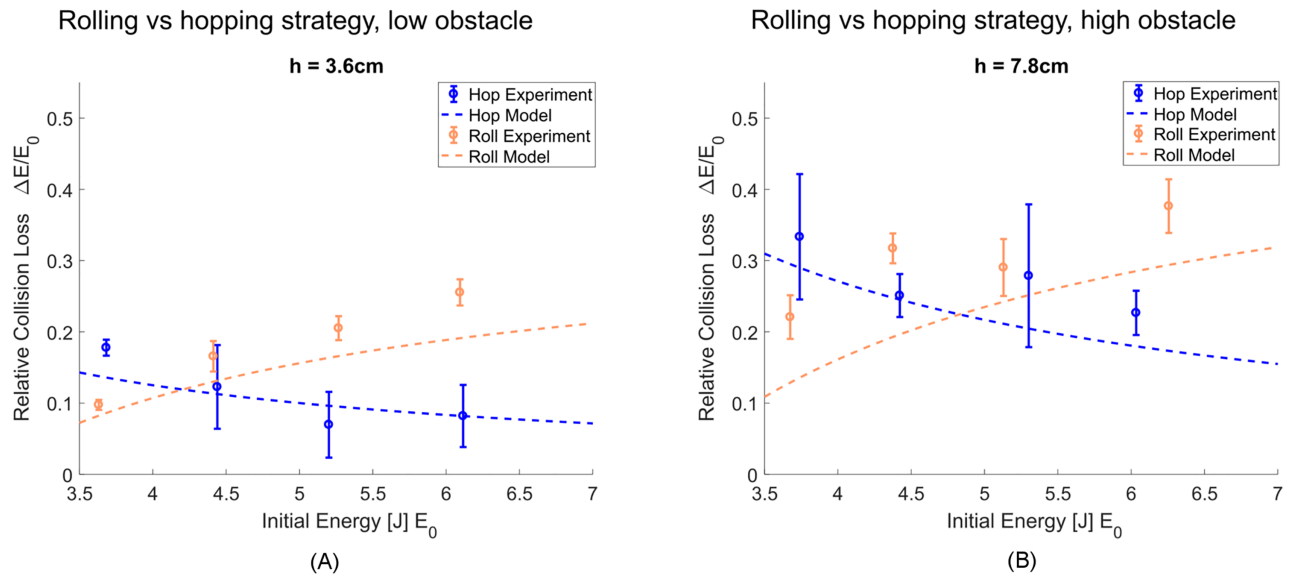 Rolling vs hopping strategy, low obstacle
h = 3.6cm
Hop Experiment
Hop Model
Roll Experiment
Roll Model
Relative Collision Loss ΔE/E₀
0.5
0.4
0.3
0.2
0.1
0
3.5 4 4.5 5 5.5 6 6.5 7
Initial Energy [J] E₀
(A)
Rolling vs hopping strategy, high obstacle
h = 7.8cm
Hop Experiment
Hop Model
Roll Experiment
Roll Model
Relative Collision Loss ΔE/E₀
0.5
0.4
0.3
0.2
0.1
0
3.5 4 4.5 5 5.5 6 6.5 7
Initial Energy [J] E₀
(B)